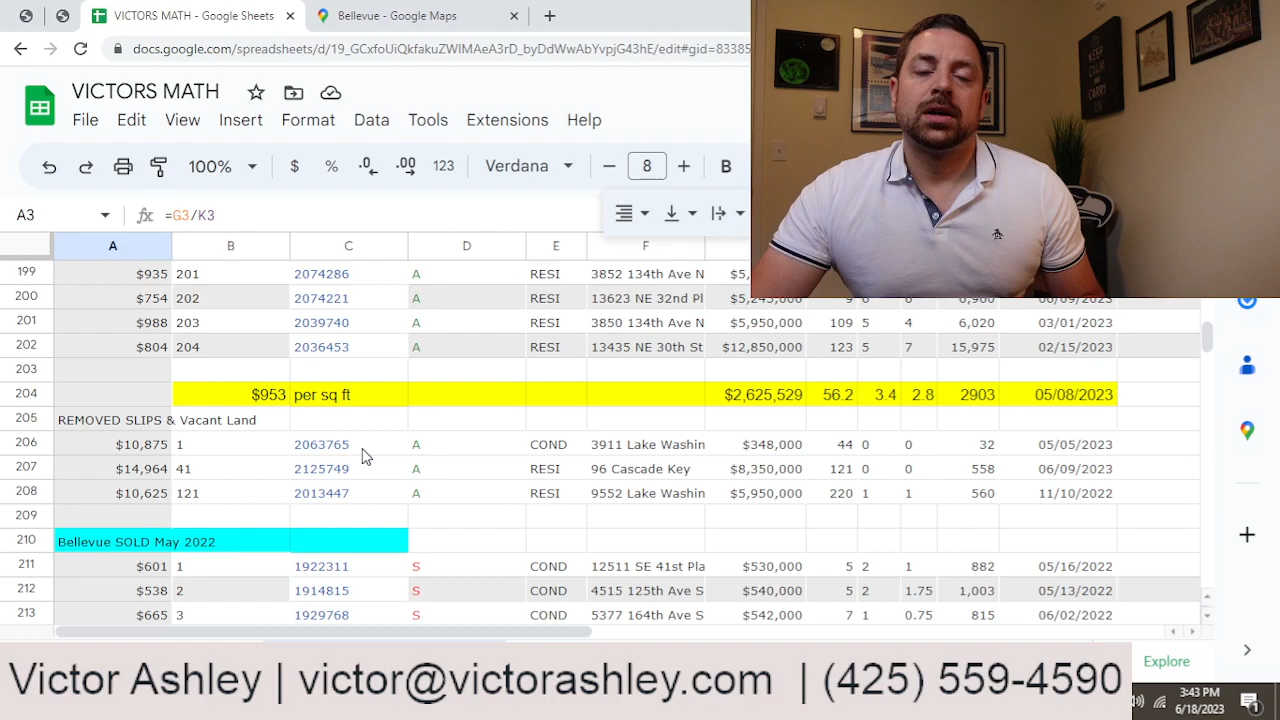 VICTORS MATH - Google Sheets
Bellevue - Google Maps
docs.google.com/spreadsheets/d/19_GCxfoUiQkfakuZWIMAeA3rD_byDdWwAbYvpjG43hE/edit#gid=83385
KEEP CALM AND CARRY
VICTORS MATH
File Edit View Insert Format Data Tools Extensions Help
100% $ % .0 .00 123 Verdana 8 B
A3 fx =G3/K3
A B C D E F
199 $935 201 2074286 A RESI 3852 134th Ave N
200 $754 202 2074221 A RESI 13623 NE 32nd Pl
201 $988 203 2039740 A RESI 3850 134th Ave N $5,950,000 109 5 4 6,020 03/01/2023
202 $804 204 2036453 A RESI 13435 NE 30th St $12,850,000 123 5 7 15,975 02/15/2023
203
204 $953 per sq ft $2,625,529 56.2 3.4 2.8 2903 05/08/2023
205 REMOVED SLIPS & Vacant Land
206 $10,875 1 2063765 A COND 3911 Lake Washin $348,000 44 0 0 32 05/05/2023
207 $14,964 41 2125749 A RESI 96 Cascade Key $8,350,000 121 0 0 558 06/09/2023
208 $10,625 121 2013447 A RESI 9552 Lake Washin $5,950,000 220 1 1 560 11/10/2022
209
210 Bellevue SOLD May 2022
211 $601 1 1922311 S COND 12511 SE 41st Pla $530,000 5 2 1 882 05/16/2022
212 $538 2 1914815 S COND 4515 125th Ave S $540,000 5 2 1.75 1,003 05/13/2022
213 $665 3 1929768 S COND 5377 164th Ave S $542,000 7 1 0.75 815 06/02/2022
Explore
Victor Ashley | victor@victorashley.com | (425) 559-4590
3:43 PM
6/18/2023
1